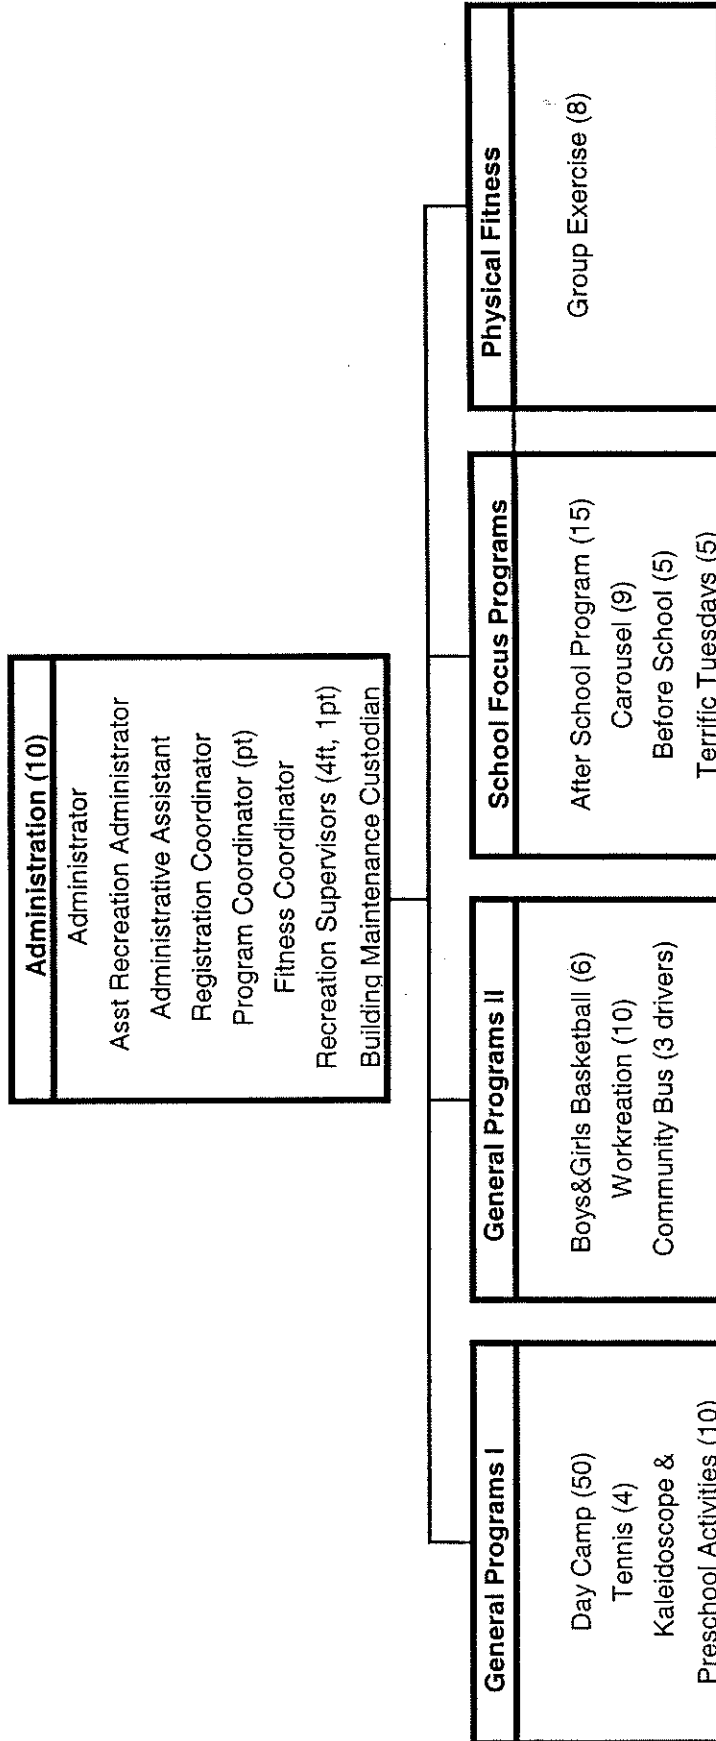 Administration (10)
Administrator
Asst Recreation Administrator
Administrative Assistant
Registration Coordinator
Program Coordinator (pt)
Fitness Coordinator
Recreation Supervisors (4ft, 1pt)
Building Maintenance Custodian
General Programs I
Day Camp (50)
Tennis (4)
Kaleidoscope &
Preschool Activities (10)
General Programs II
Boys&Girls Basketball (6)
Workreation (10)
Community Bus (3 drivers)
School Focus Programs
After School Program (15)
Carousel (9)
Before School (5)
Terrific Tuesdays (5)
Physical Fitness
Group Exercise (8)